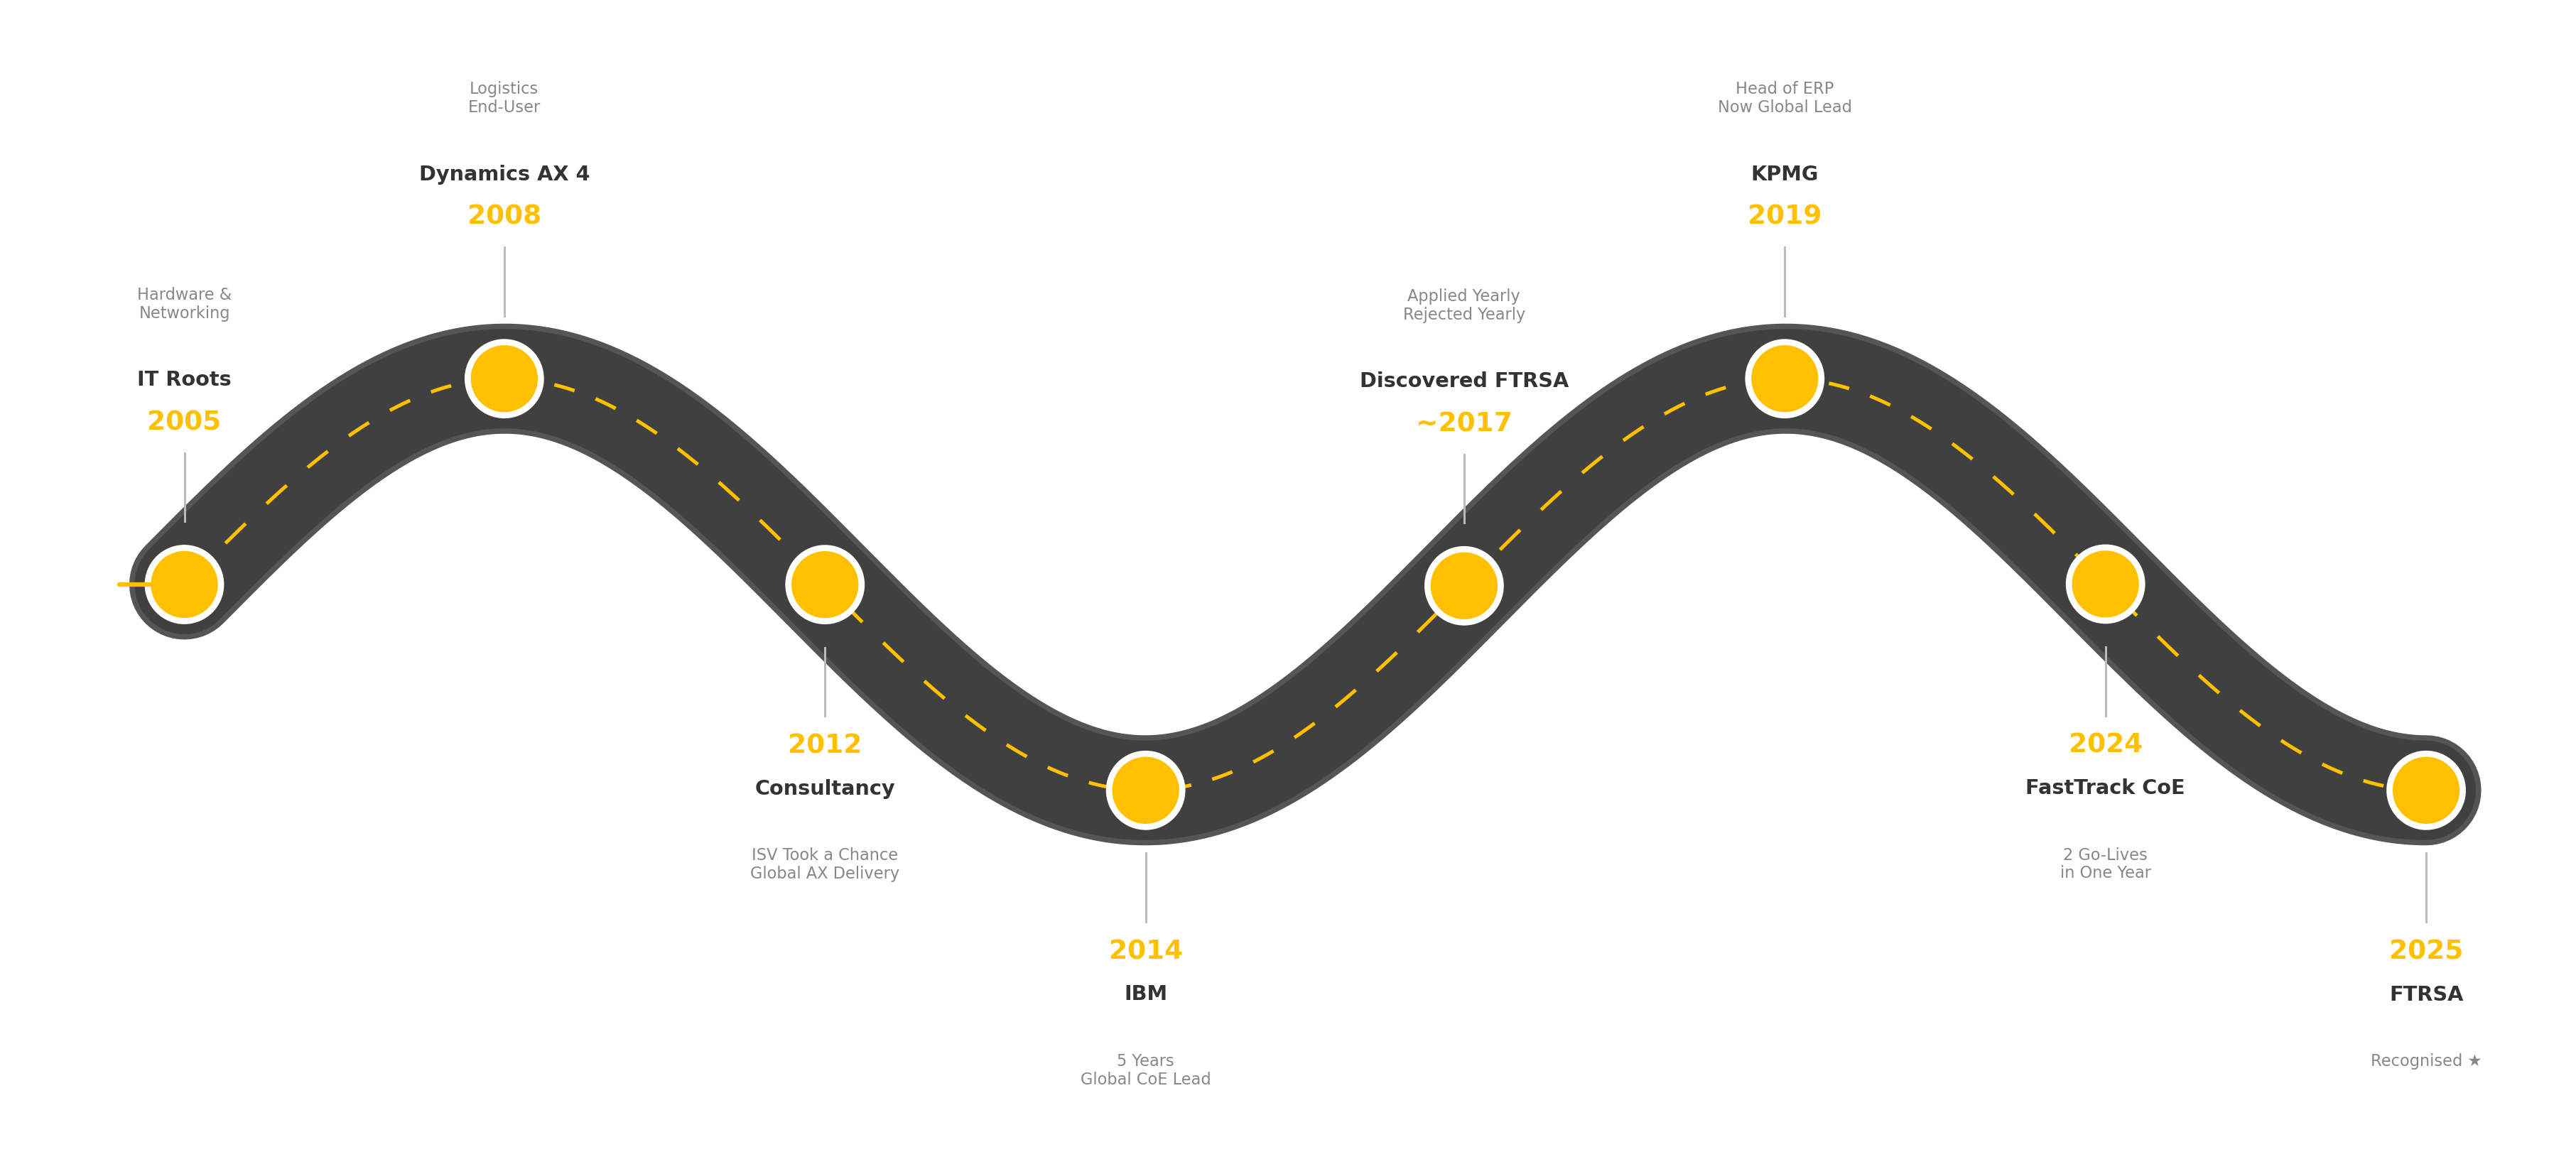 Hardware &
Networking
IT Roots
2005
Logistics
End-User
Dynamics AX 4
2008
2012
Consultancy
ISV Took a Chance
Global AX Delivery
2014
IBM
5 Years
Global CoE Lead
Applied Yearly
Rejected Yearly
Discovered FTRSA
~2017
Head of ERP
Now Global Lead
KPMG
2019
2024
FastTrack CoE
2 Go-Lives
in One Year
2025
FTRSA
Recognised ★